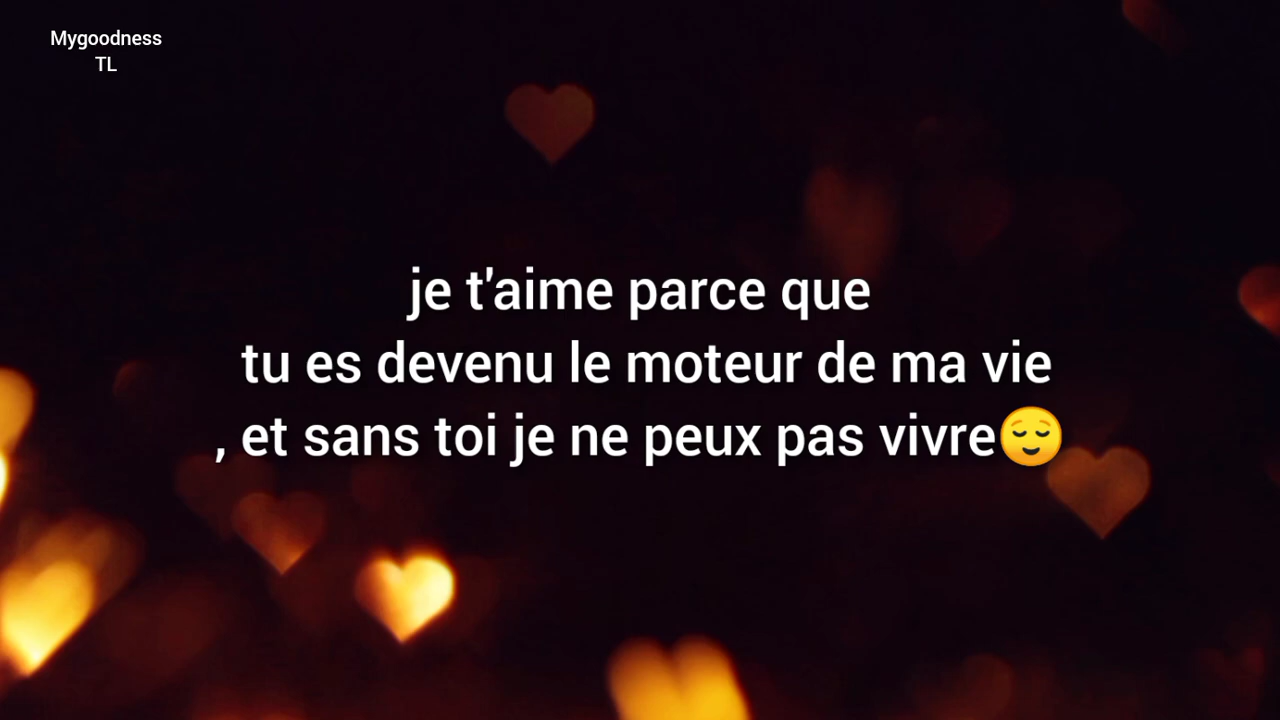 Mygoodness
TL
je t'aime parce que
tu es devenu le moteur de ma vie
, et sans toi je ne peux pas vivre😌